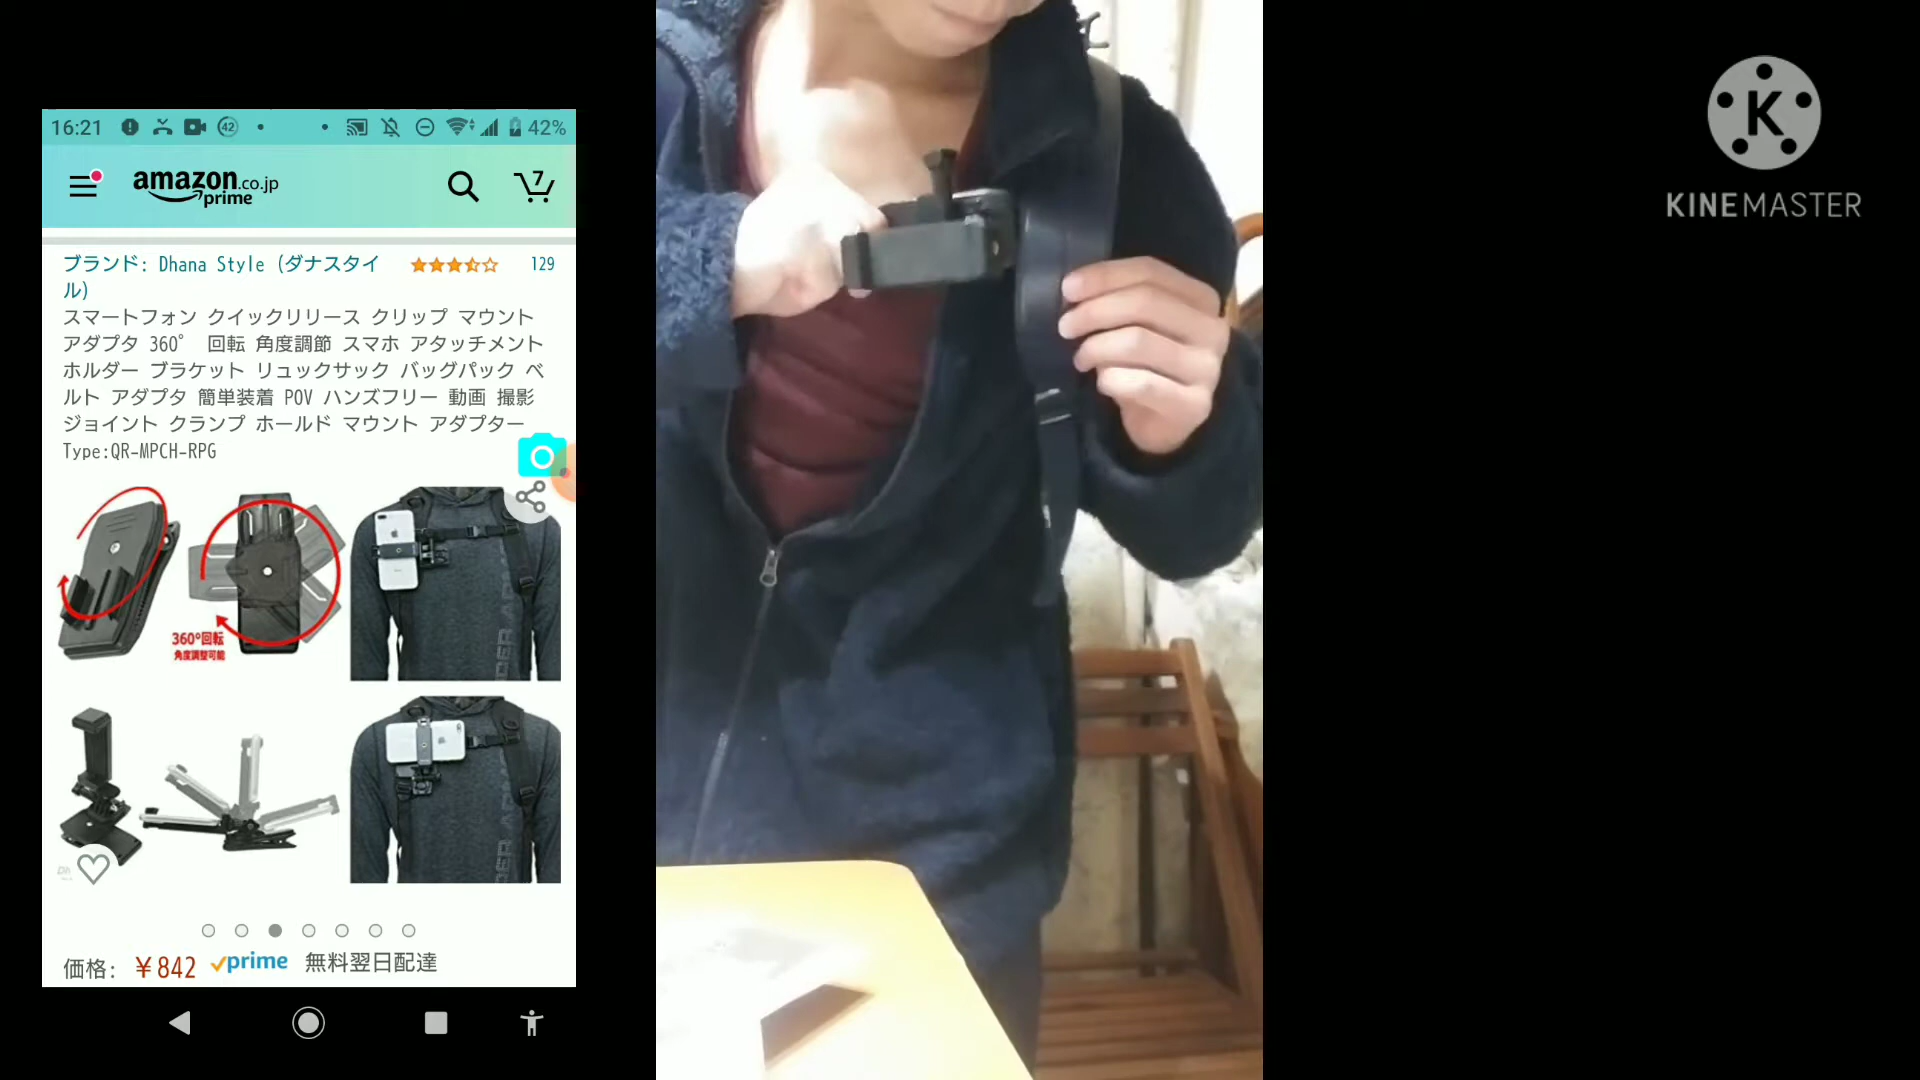 16:21
42
42%
amazon.co.jp
prime
7
ブランド: Dhana Style (ダナスタイ
ル)
129
スマートフォン クイックリリース クリップ マウント
アダプタ 360° 回転 角度調節 スマホ アタッチメント
ホルダー ブラケット リュックサック バッグパック ベ
ルト アダプタ 簡単装着 POV ハンズフリー 動画 撮影
ジョイント クランプ ホールド マウント アダプター
Type:QR-MPCH-RPG
360°回転
角度調整可能
価格: ¥842 prime 無料翌日配達
K
KINEMASTER